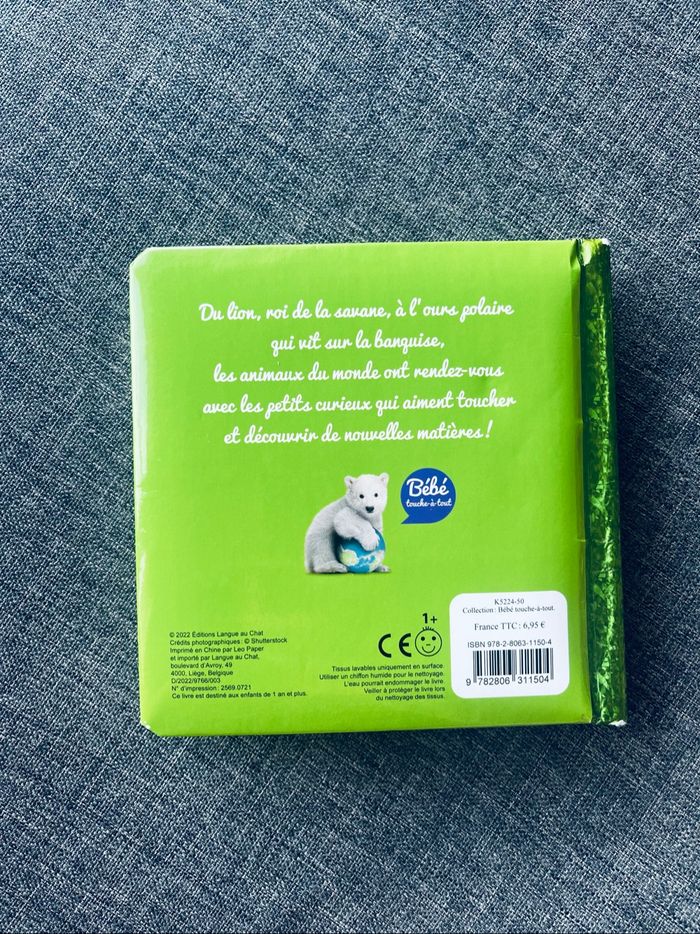 Du lion, roi de la savane, à l'ours polaire
qui vit sur la banquise,
les animaux du monde ont rendez-vous
avec les petits curieux qui aiment toucher
et découvrir de nouvelles matières !
Bébé
touche-à-tout
© 2022 Éditions Langue au Chat
Crédits photographiques : © Shutterstock
Imprimé en Chine par Leo Paper
et importé par Langue au Chat,
boulevard d'Avroy, 49
4000, Liège, Belgique
D/2022/9766/003
N° d'impression : 2569.0721
Ce livre est destiné aux enfants de 1 an et plus.
CE
1+
Tissus lavables uniquement en surface.
Utiliser un chiffon humide pour le nettoyage.
L'eau pourrait endommager le livre.
Veiller à protéger le livre lors
du nettoyage des tissus.
K5224-50
Collection : Bébé touche-à-tout.
France TTC : 6,95 €
ISBN 978-2-8063-1150-4
9 782806 311504